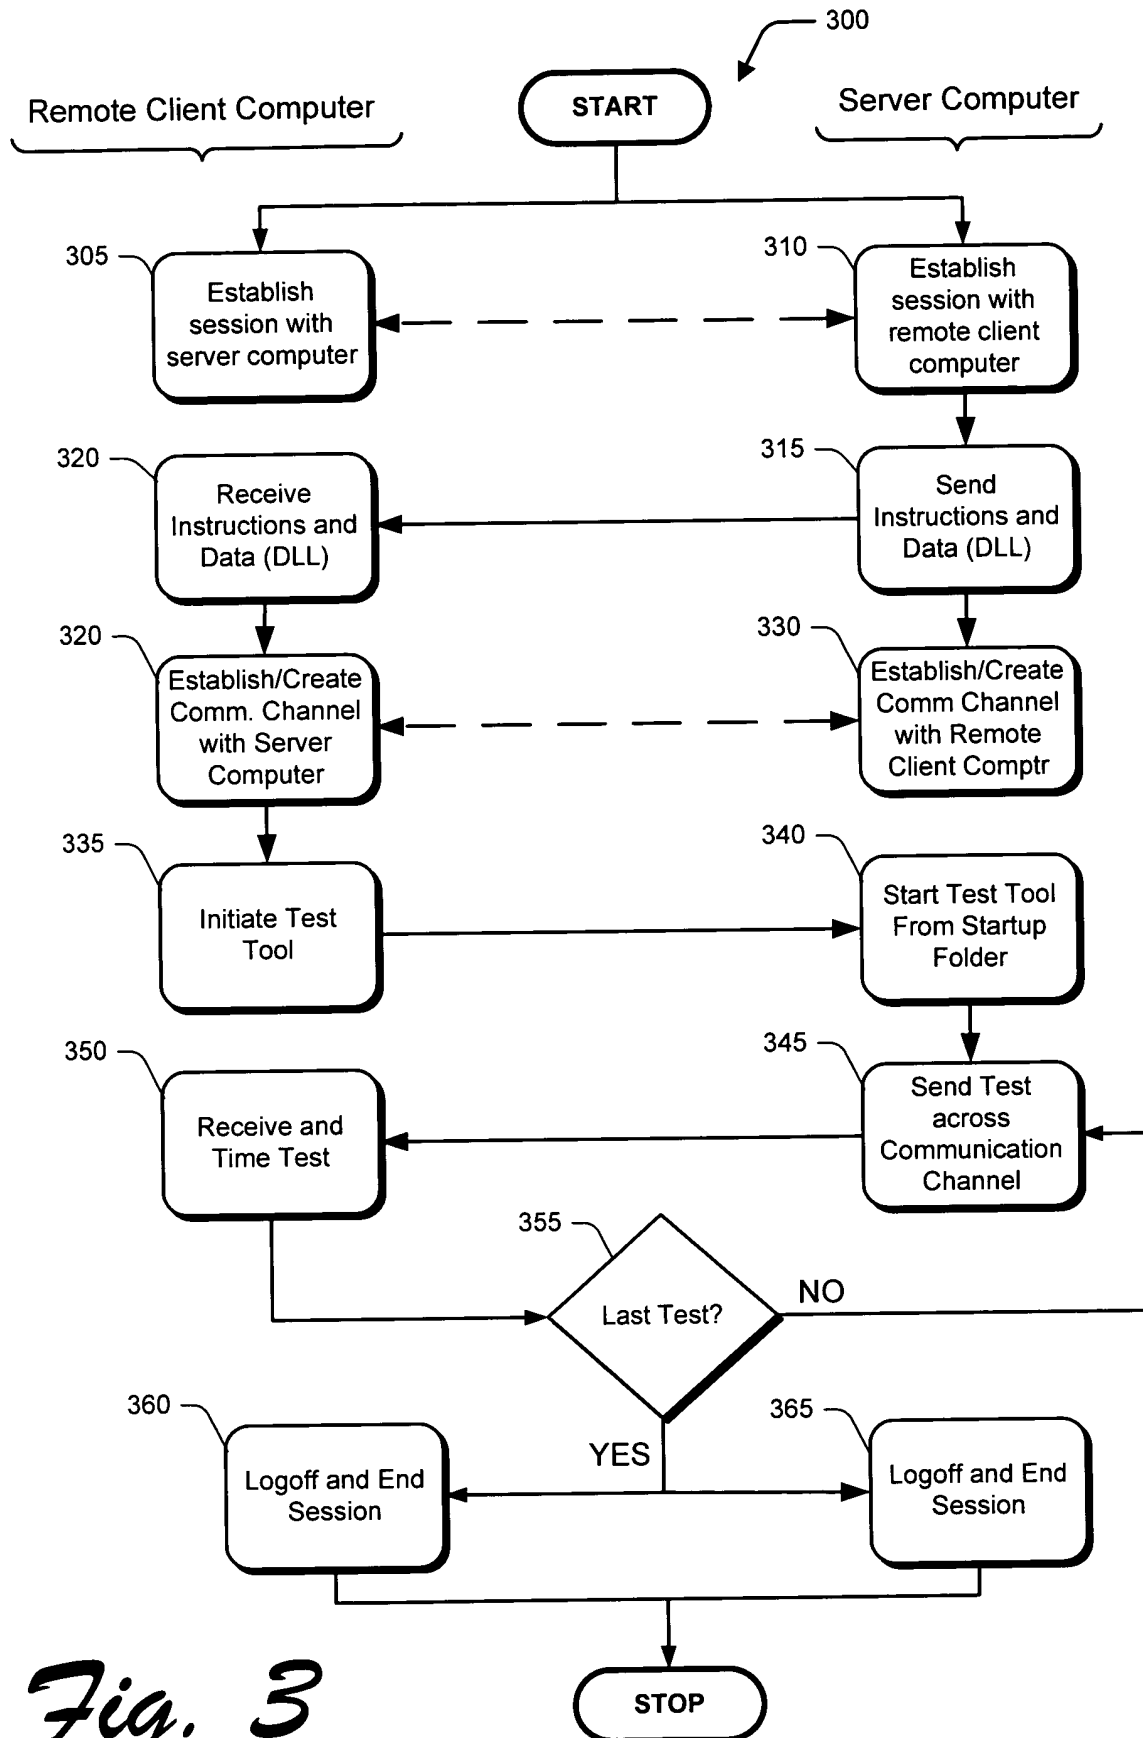 300
Remote Client Computer
START
Server Computer
305
Establish
session with
server computer
310
Establish
session with
remote client
computer
320
Receive
Instructions and
Data (DLL)
315
Send
Instructions and
Data (DLL)
320
Establish/Create
Comm. Channel
with Server
Computer
330
Establish/Create
Comm Channel
with Remote
Client Comptr
335
Initiate Test
Tool
340
Start Test Tool
From Startup
Folder
350
Receive and
Time Test
345
Send Test
across
Communication
Channel
355
Last Test?
NO
YES
360
Logoff and End
Session
365
Logoff and End
Session
STOP
Fig. 3